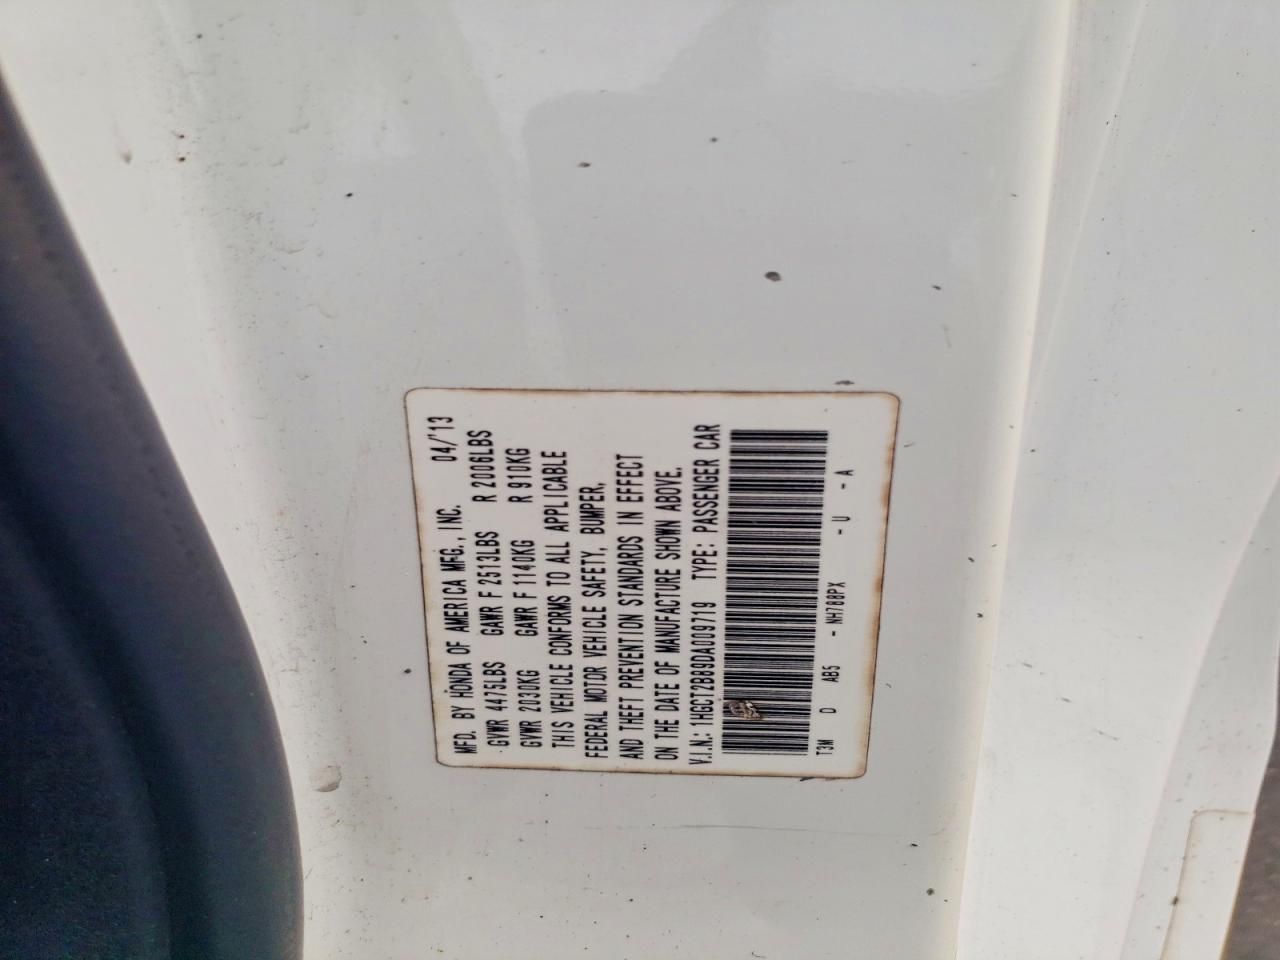 MFD. BY HONDA OF AMERICA MFG., INC. 04/'13
GVWR 4475LBS GAWR F 2513LBS R 2006LBS
GVWR 2030KG GAWR F 1140KG R 910KG
THIS VEHICLE CONFORMS TO ALL APPLICABLE
FEDERAL MOTOR VEHICLE SAFETY, BUMPER,
AND THEFT PREVENTION STANDARDS IN EFFECT
ON THE DATE OF MANUFACTURE SHOWN ABOVE.
V.I.N.: 1HGCT2B89DA009719 TYPE: PASSENGER CAR
T3M D AB5 - NH788PX - U - A